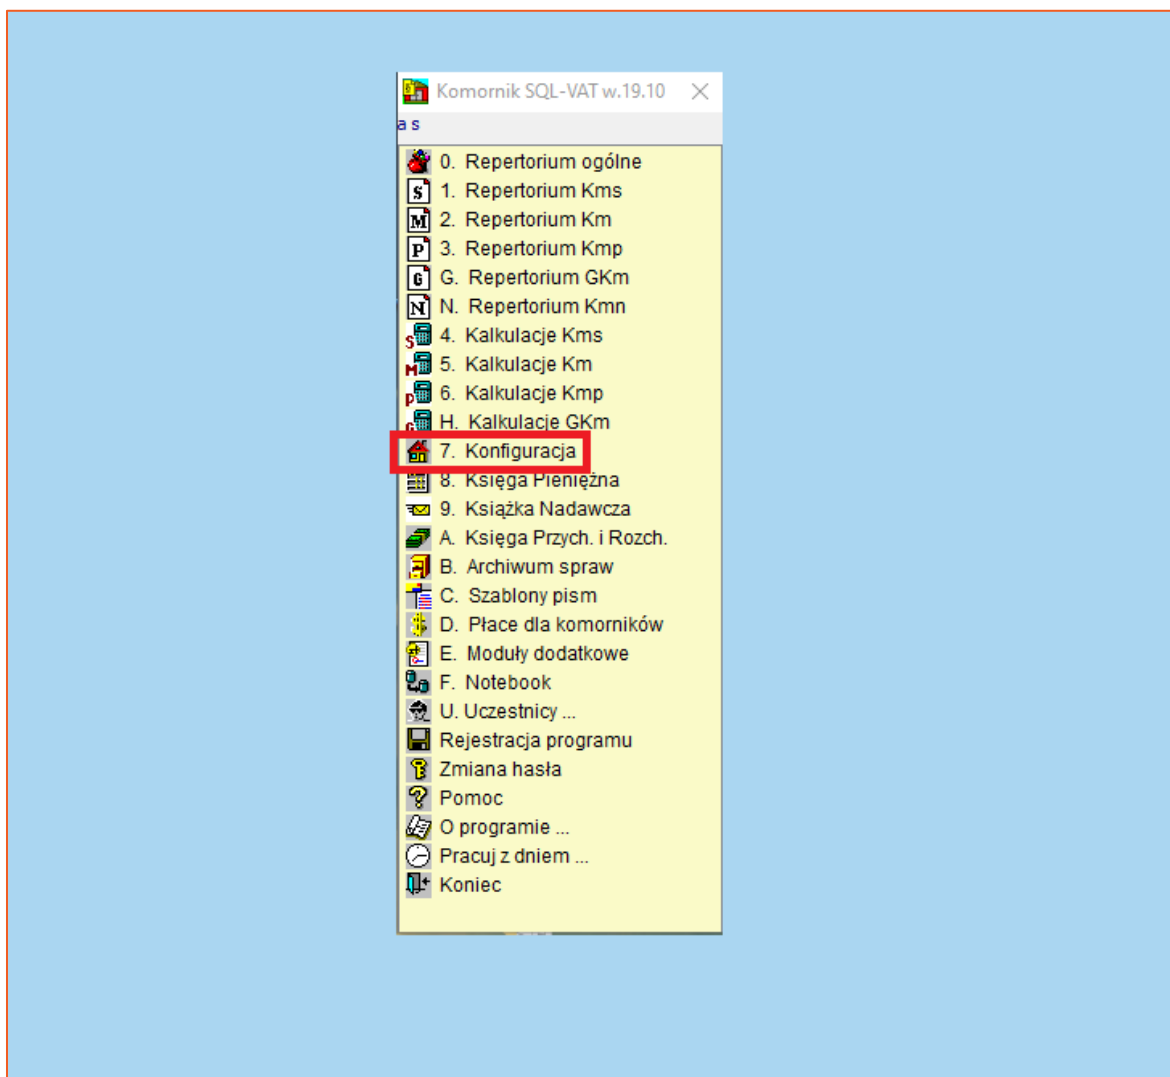 Komornik SQL-VAT w.19.10
a s
0. Repertorium ogólne
1. Repertorium Kms
2. Repertorium Km
3. Repertorium Kmp
G. Repertorium GKm
N. Repertorium Kmn
4. Kalkulacje Kms
5. Kalkulacje Km
6. Kalkulacje Kmp
H. Kalkulacje GKm
7. Konfiguracja
8. Księga Pieniężna
9. Książka Nadawcza
A. Księga Przych. i Rozch.
B. Archiwum spraw
C. Szablony pism
D. Płace dla komorników
E. Moduły dodatkowe
F. Notebook
U. Uczestnicy ...
Rejestracja programu
Zmiana hasła
Pomoc
O programie ...
Pracuj z dniem ...
Koniec